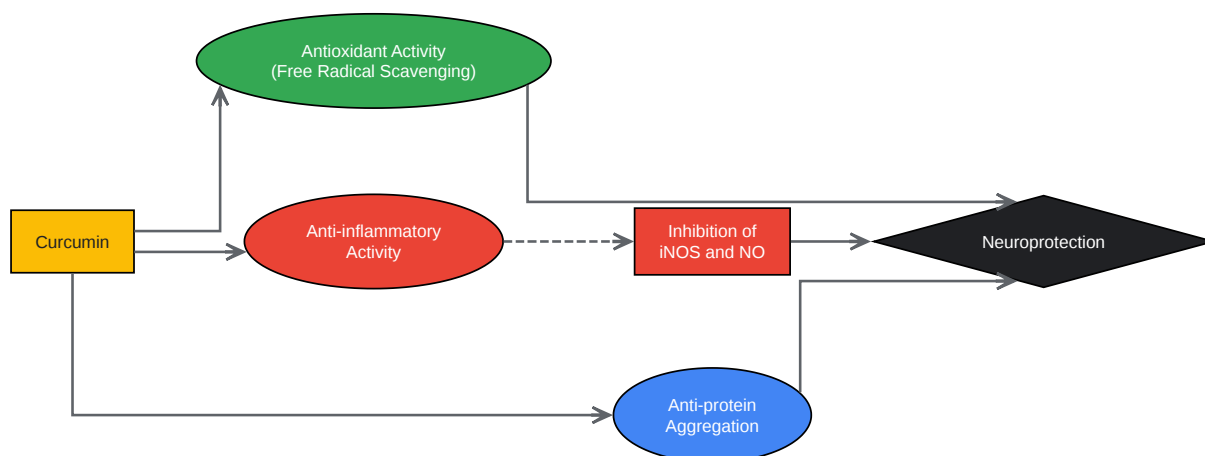 Antioxidant Activity
(Free Radical Scavenging)
Curcumin
Anti-inflammatory
Activity
Inhibition of
iNOS and NO
Neuroprotection
Anti-protein
Aggregation